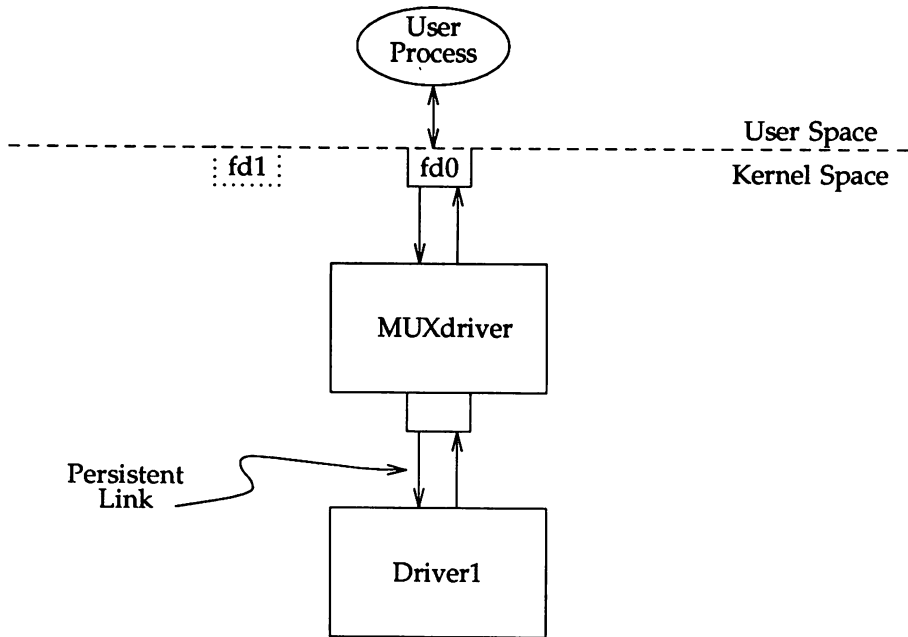 User
Process
User Space
fd1
fd0
Kernel Space
MUXdriver
Persistent
Link
Driver1